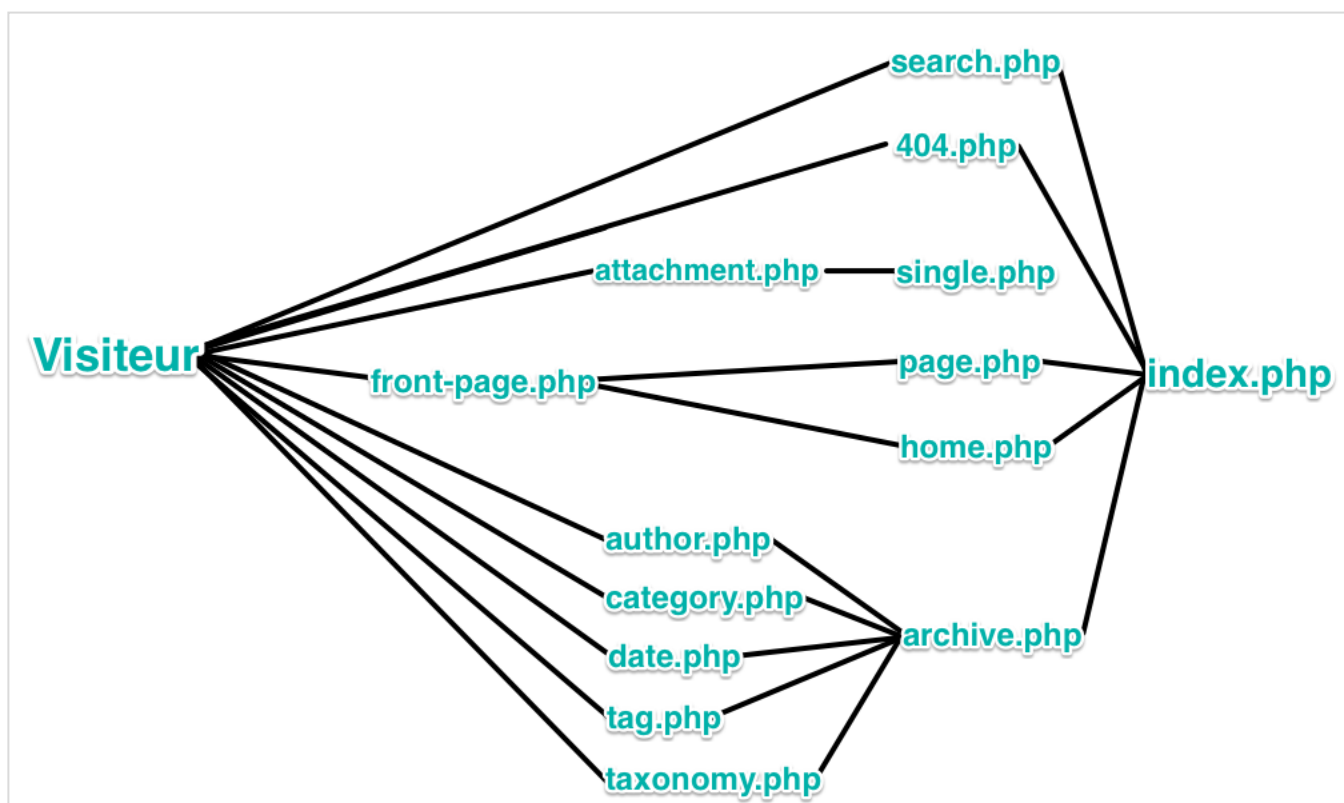 search.php
404.php
attachment.php
single.php
Visiteur
front-page.php
page.php
index.php
home.php
author.php
category.php
date.php
archive.php
tag.php
taxonomy.php